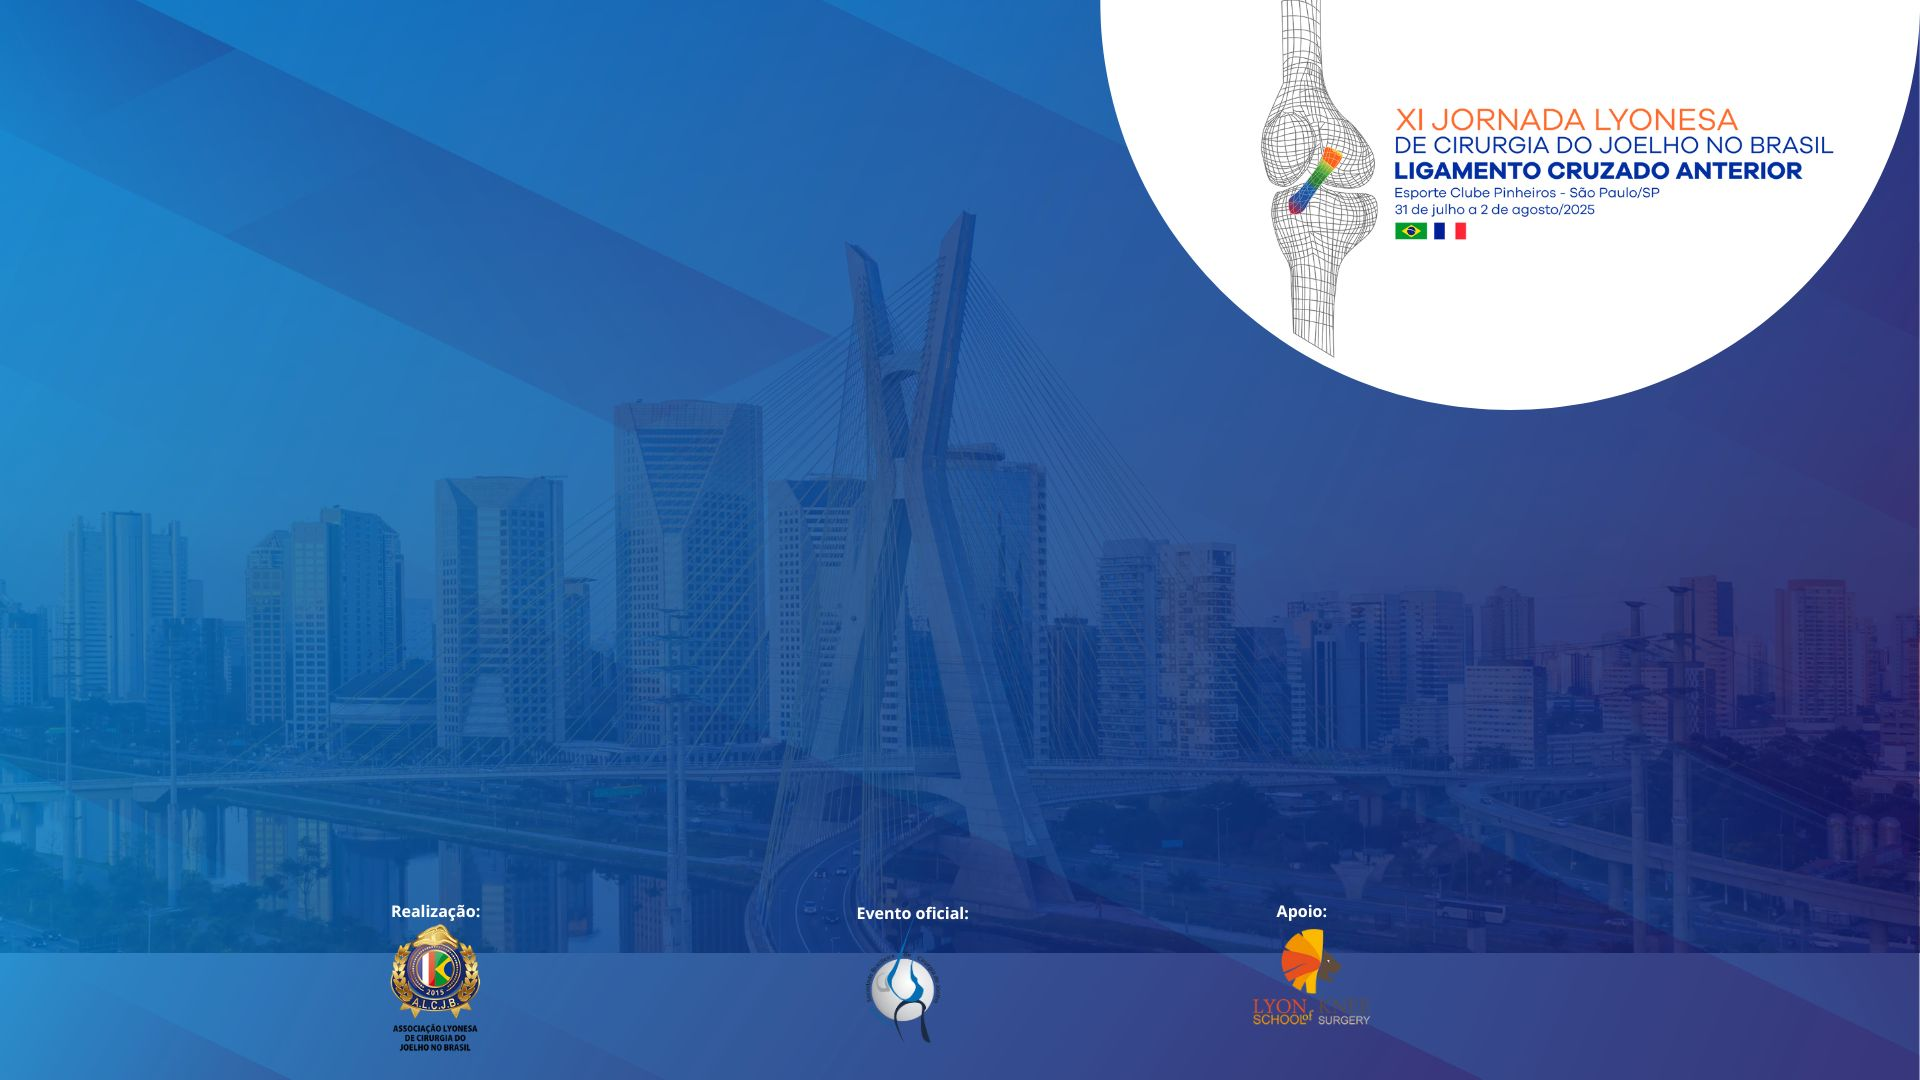 XI JORNADA LYONESA
DE CIRURGIA DO JOELHO NO BRASIL
LIGAMENTO CRUZADO ANTERIOR
Esporte Clube Pinheiros - São Paulo/SP
31 de julho a 2 de agosto/2025
Realização:
2015
A.L.C.J.B.
ASSOCIAÇÃO LYONESA
DE CIRURGIA DO
JOELHO NO BRASIL
Evento oficial:
Apoio:
LYON KNEE
SCHOOL of SURGERY